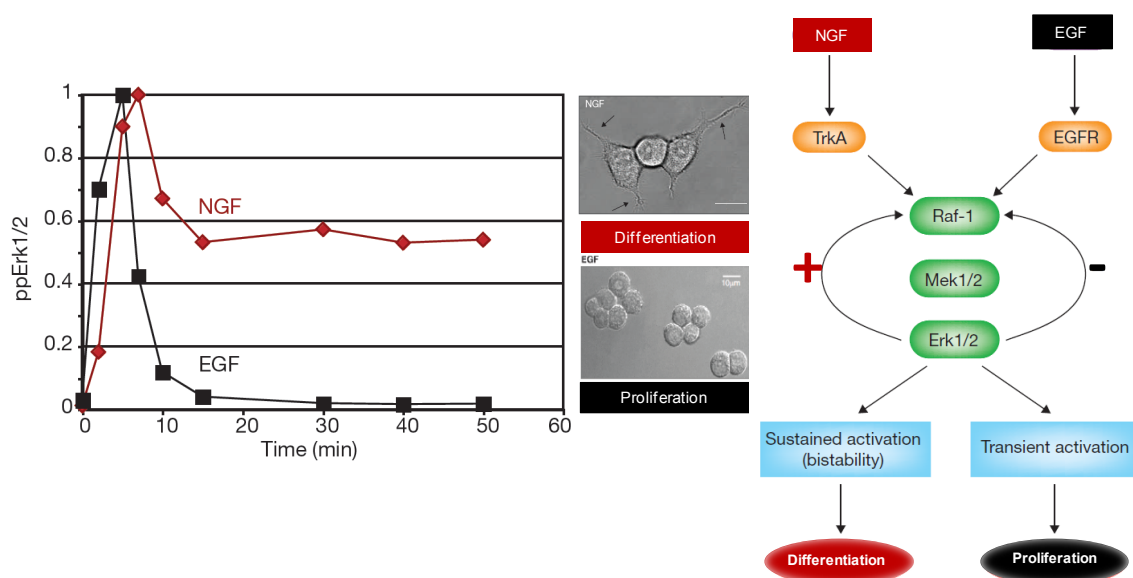 ppErk1/2
1
0.8
0.6
0.4
0.2
0
NGF
EGF
0
10
20
30
40
50
60
Time (min)
NGF
Differentiation
EGF
10µm
Proliferation
NGF
EGF
TrkA
EGFR
Raf-1
+
-
Mek1/2
Erk1/2
Sustained activation
(bistability)
Transient activation
Differentiation
Proliferation